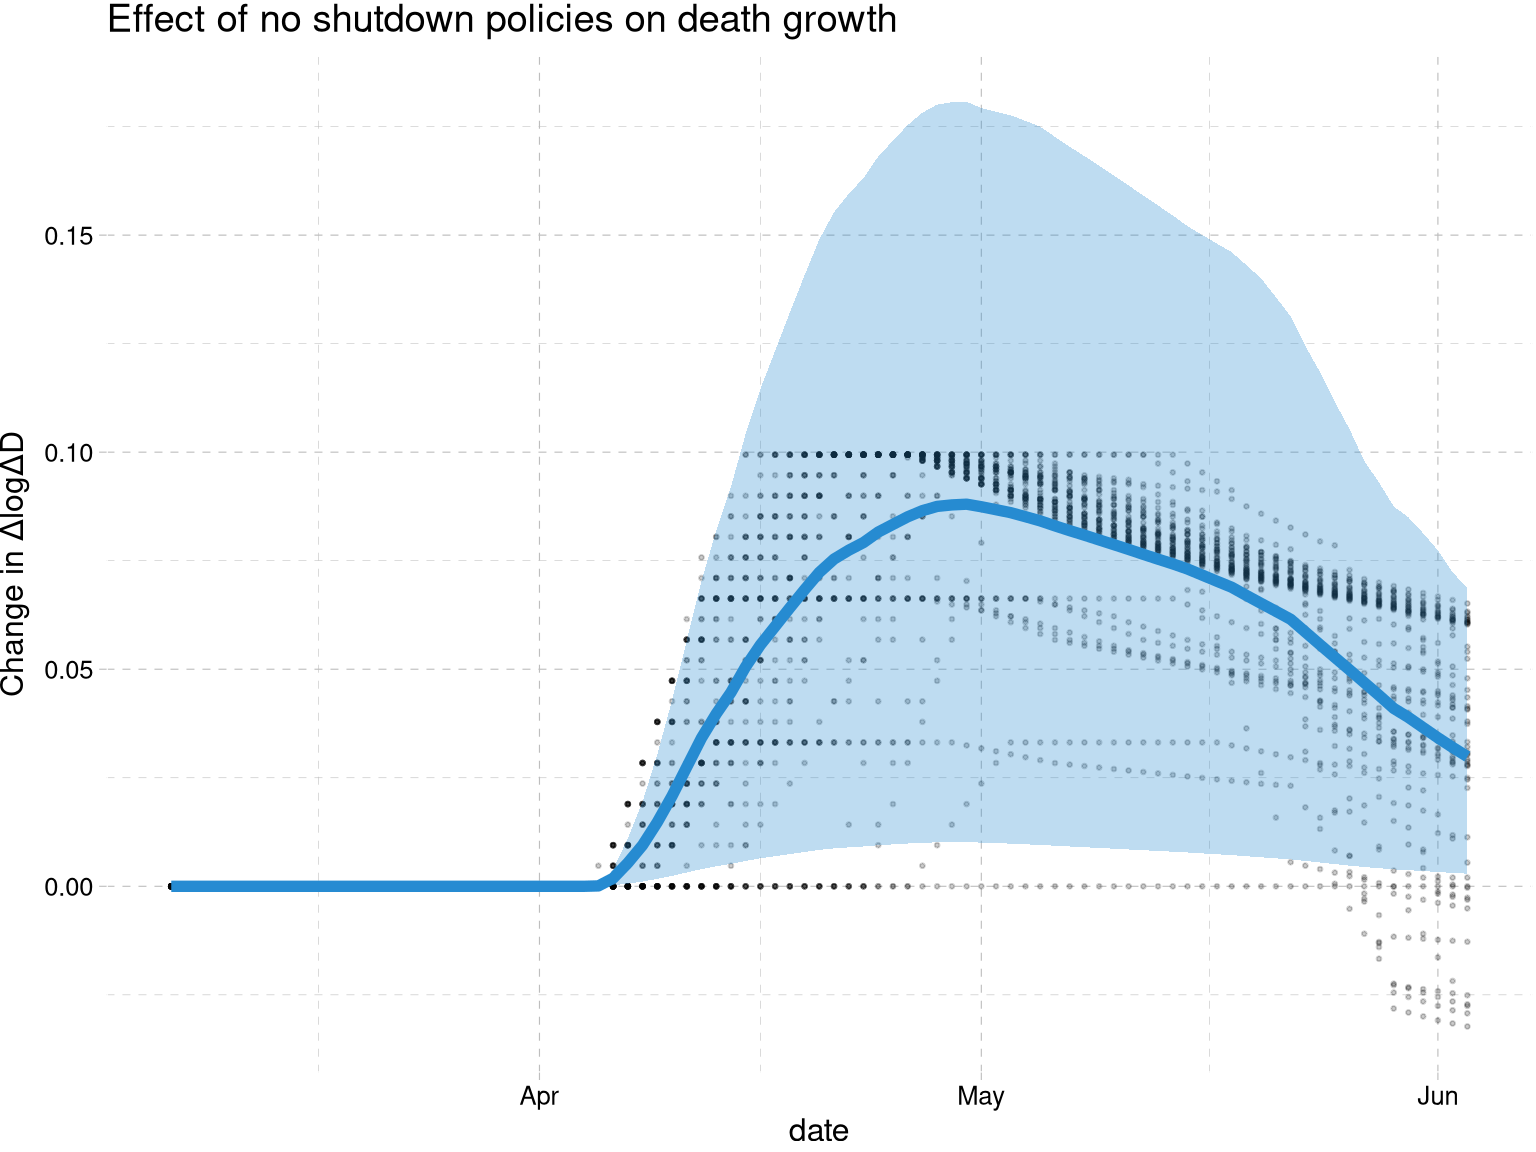 Effect of no shutdown policies on death growth
Change in ΔlogΔD
0.15
0.10
0.05
0.00
Apr
May
Jun
date